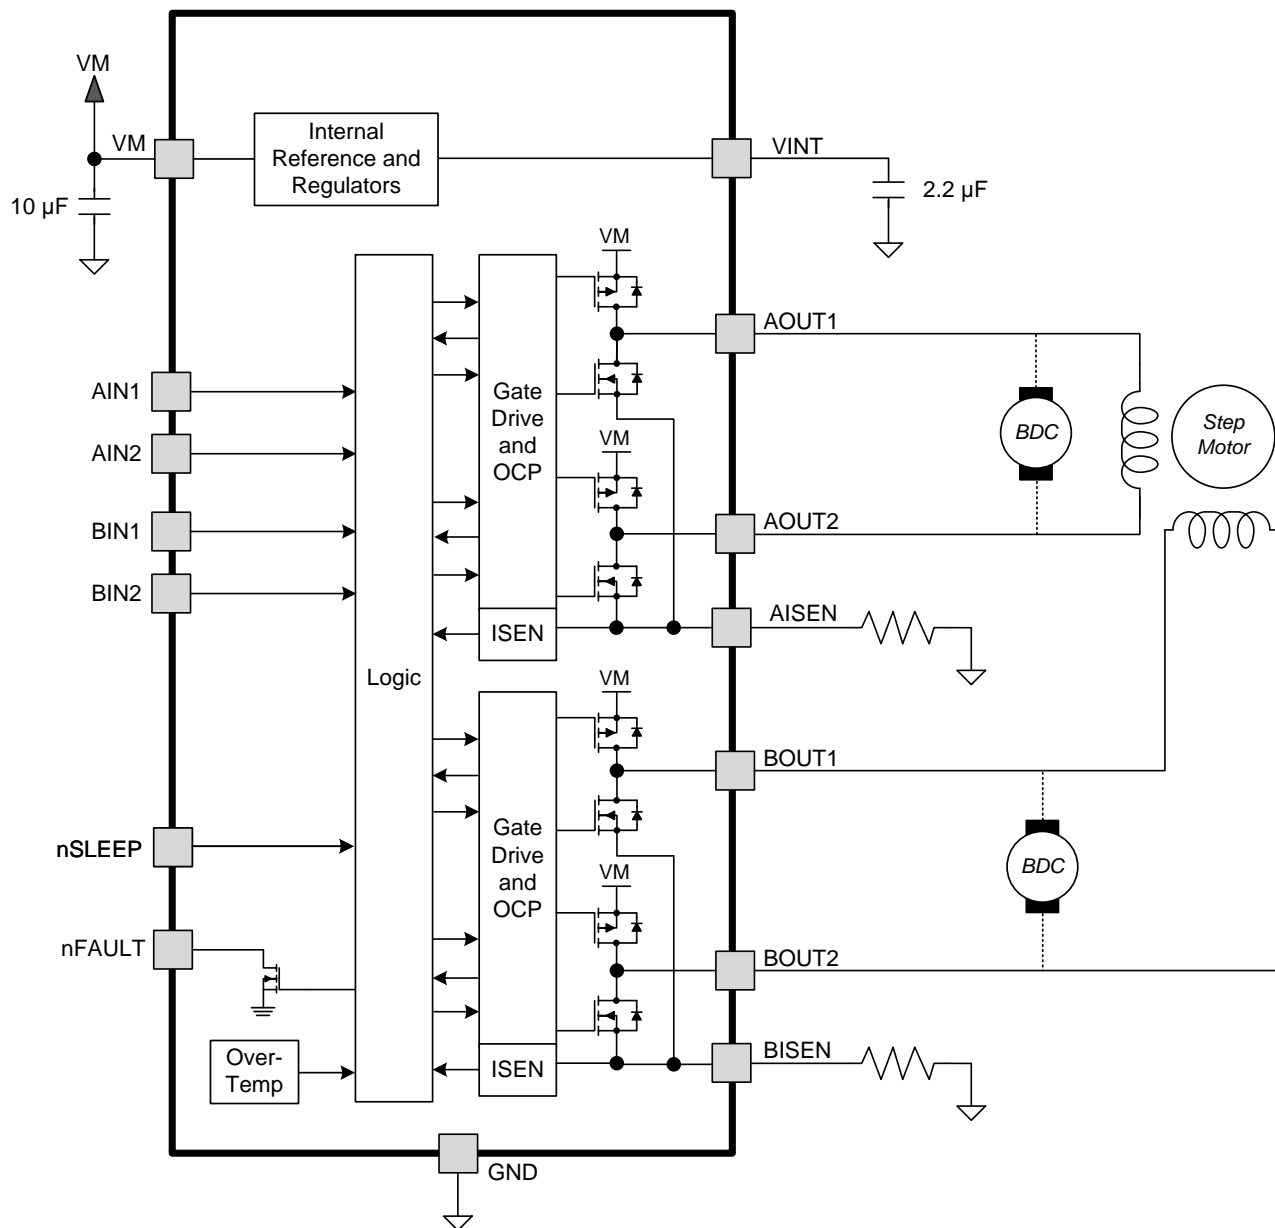 VM
VM
Internal
Reference and
Regulators
VINT
10 µF
2.2 µF
VM
AOUT1
AIN1
AIN2
BIN1
BIN2
Gate
Drive
and
OCP
VM
BDC
Step
Motor
AOUT2
ISEN
AISEN
Logic
VM
BOUT1
nSLEEP
Gate
Drive
and
OCP
VM
BDC
nFAULT
BOUT2
Over-
Temp
ISEN
BISEN
GND